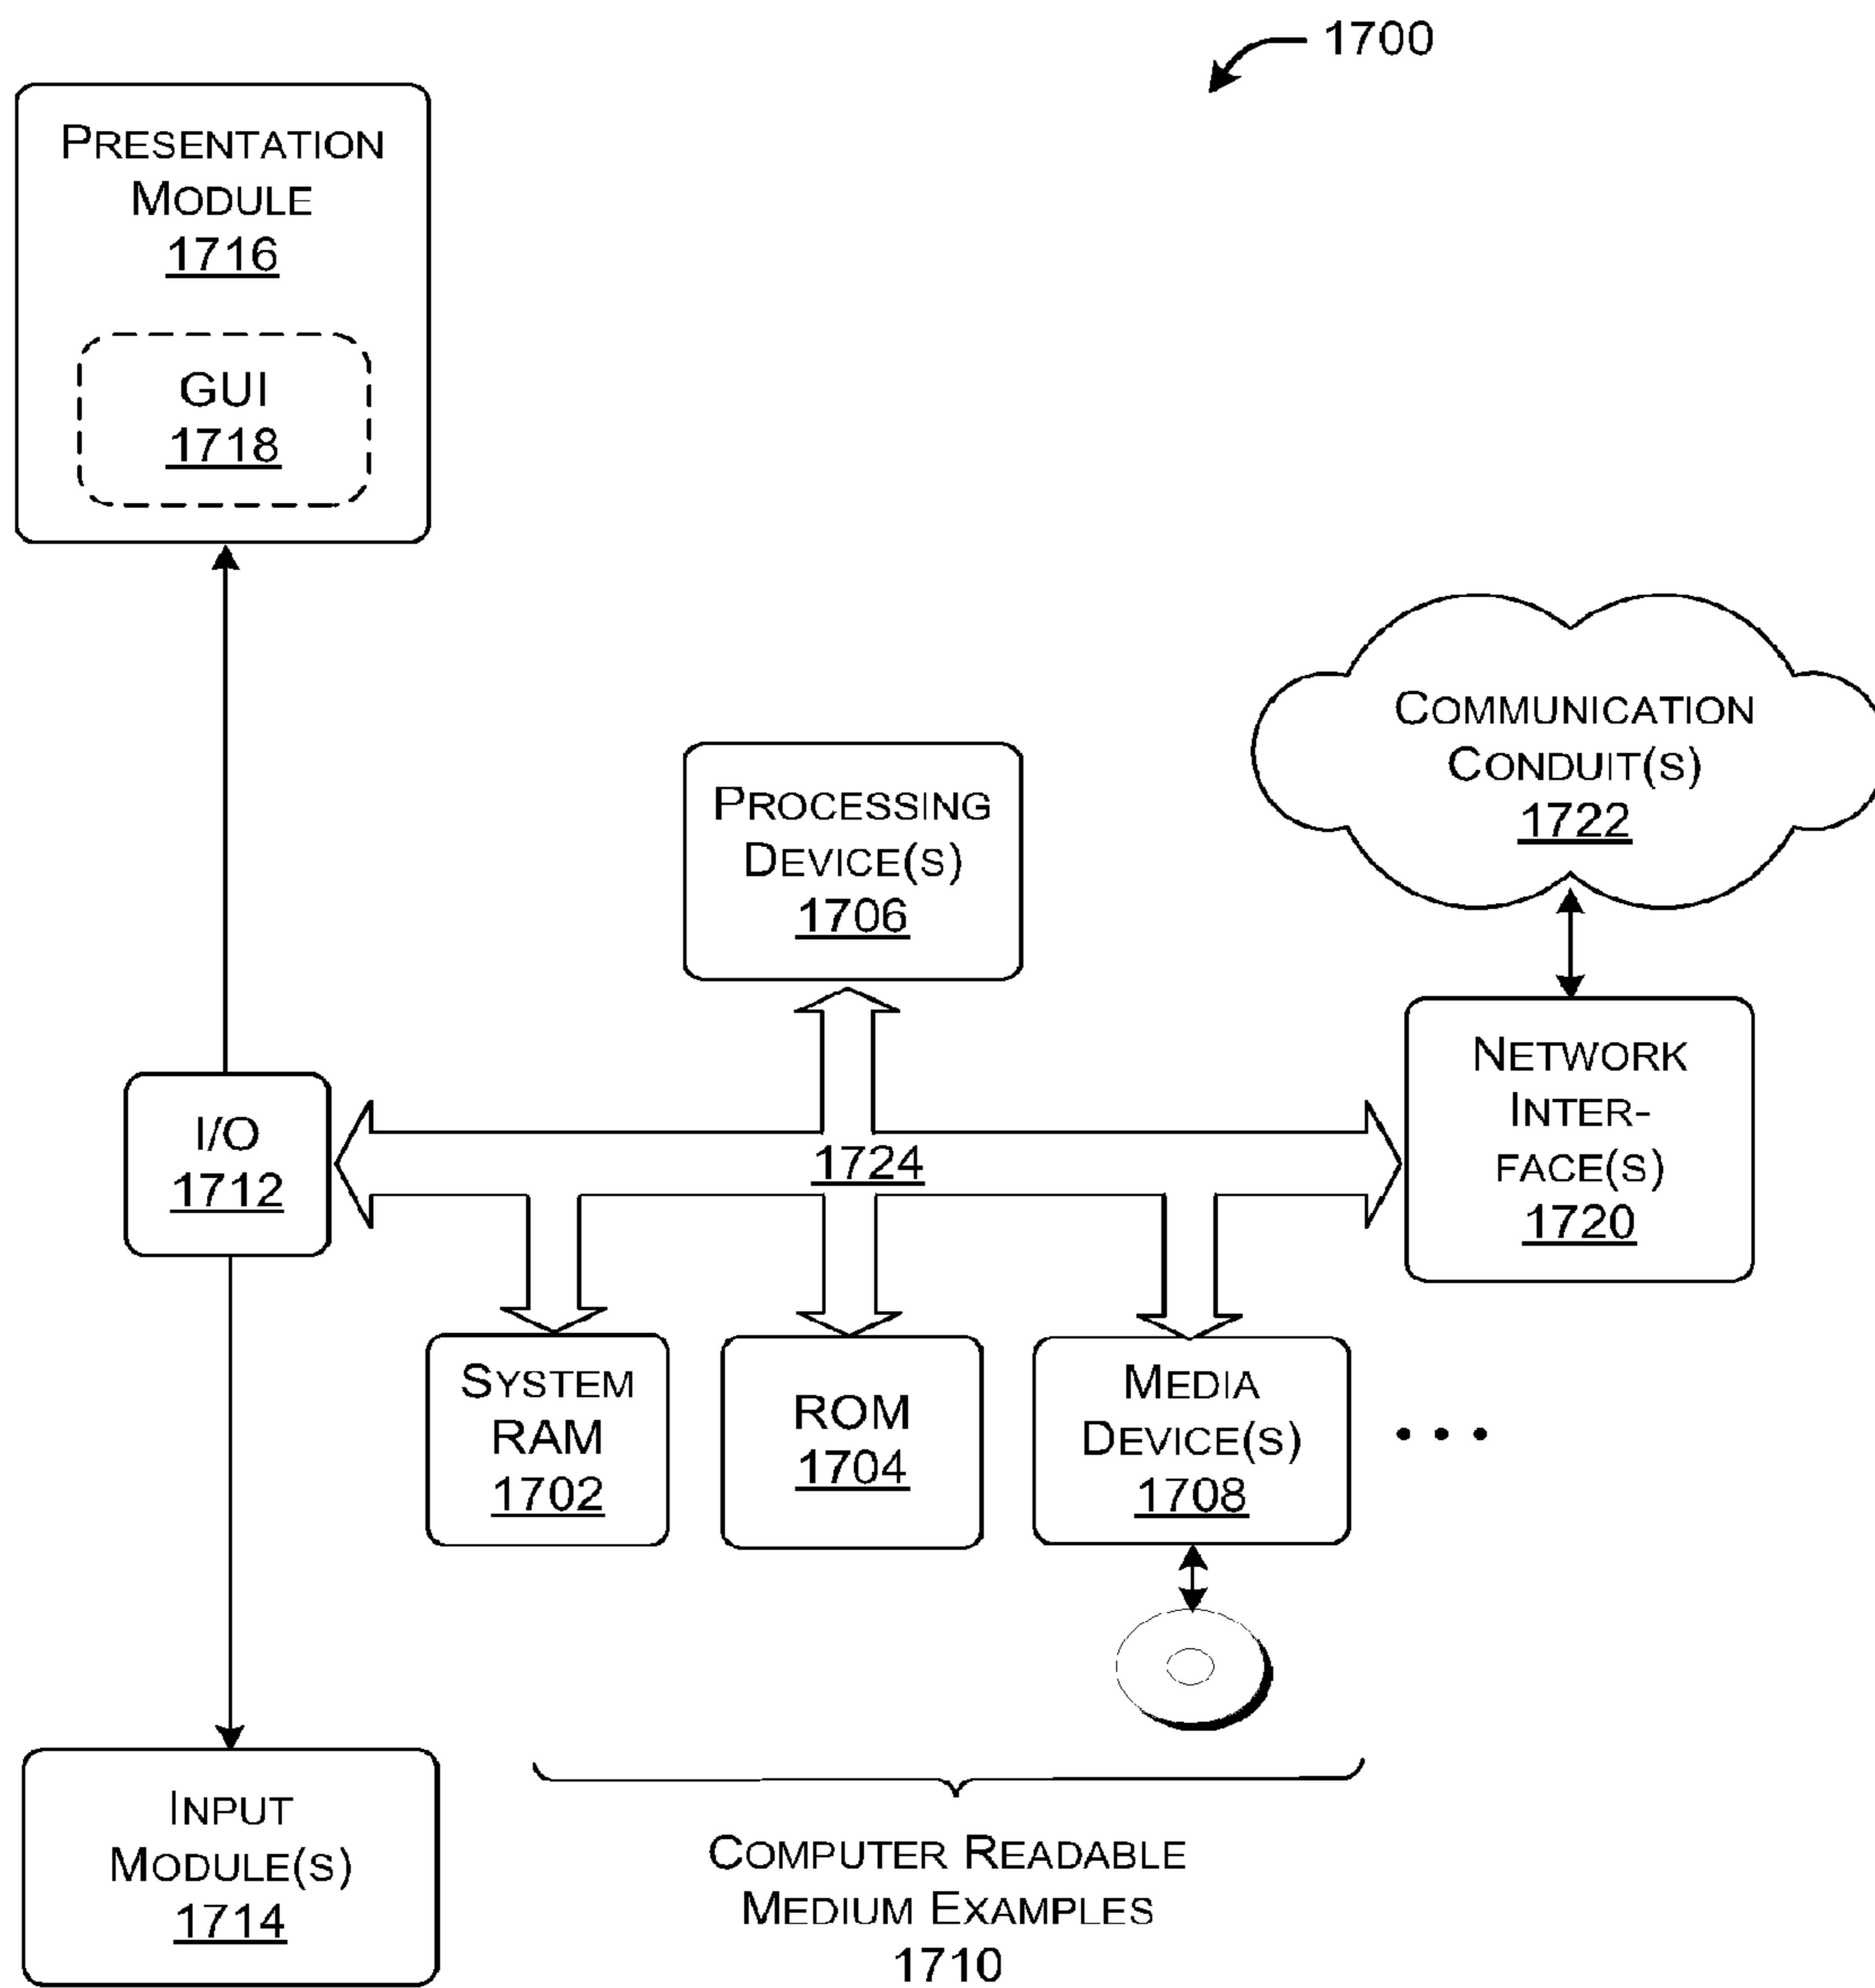 1700
PRESENTATION
MODULE
1716
GUI
1718
COMMUNICATION
CONDUIT(S)
1722
PROCESSING
DEVICE(S)
1706
NETWORK
INTER-
FACE(S)
1720
I/O
1712
1724
SYSTEM
RAM
1702
ROM
1704
MEDIA
DEVICE(S)
1708
• • •
INPUT
MODULE(S)
1714
COMPUTER READABLE
MEDIUM EXAMPLES
1710